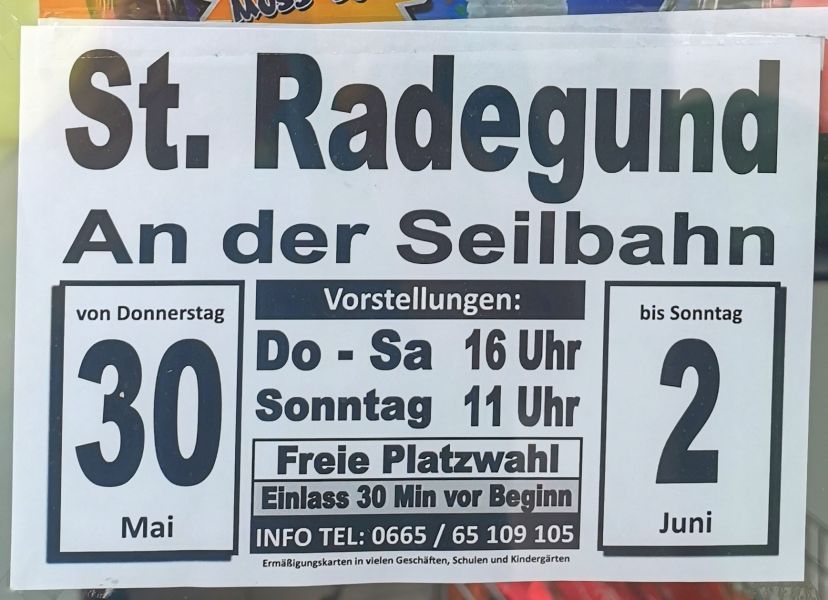 St. Radegund
An der Seilbahn
von Donnerstag
30
Mai
Vorstellungen:
Do - Sa 16 Uhr
Sonntag 11 Uhr
Freie Platzwahl
Einlass 30 Min vor Beginn
INFO TEL: 0665 / 65 109 105
Ermäßigungskarten in vielen Geschäften, Schulen und Kindergärten
bis Sonntag
2
Juni